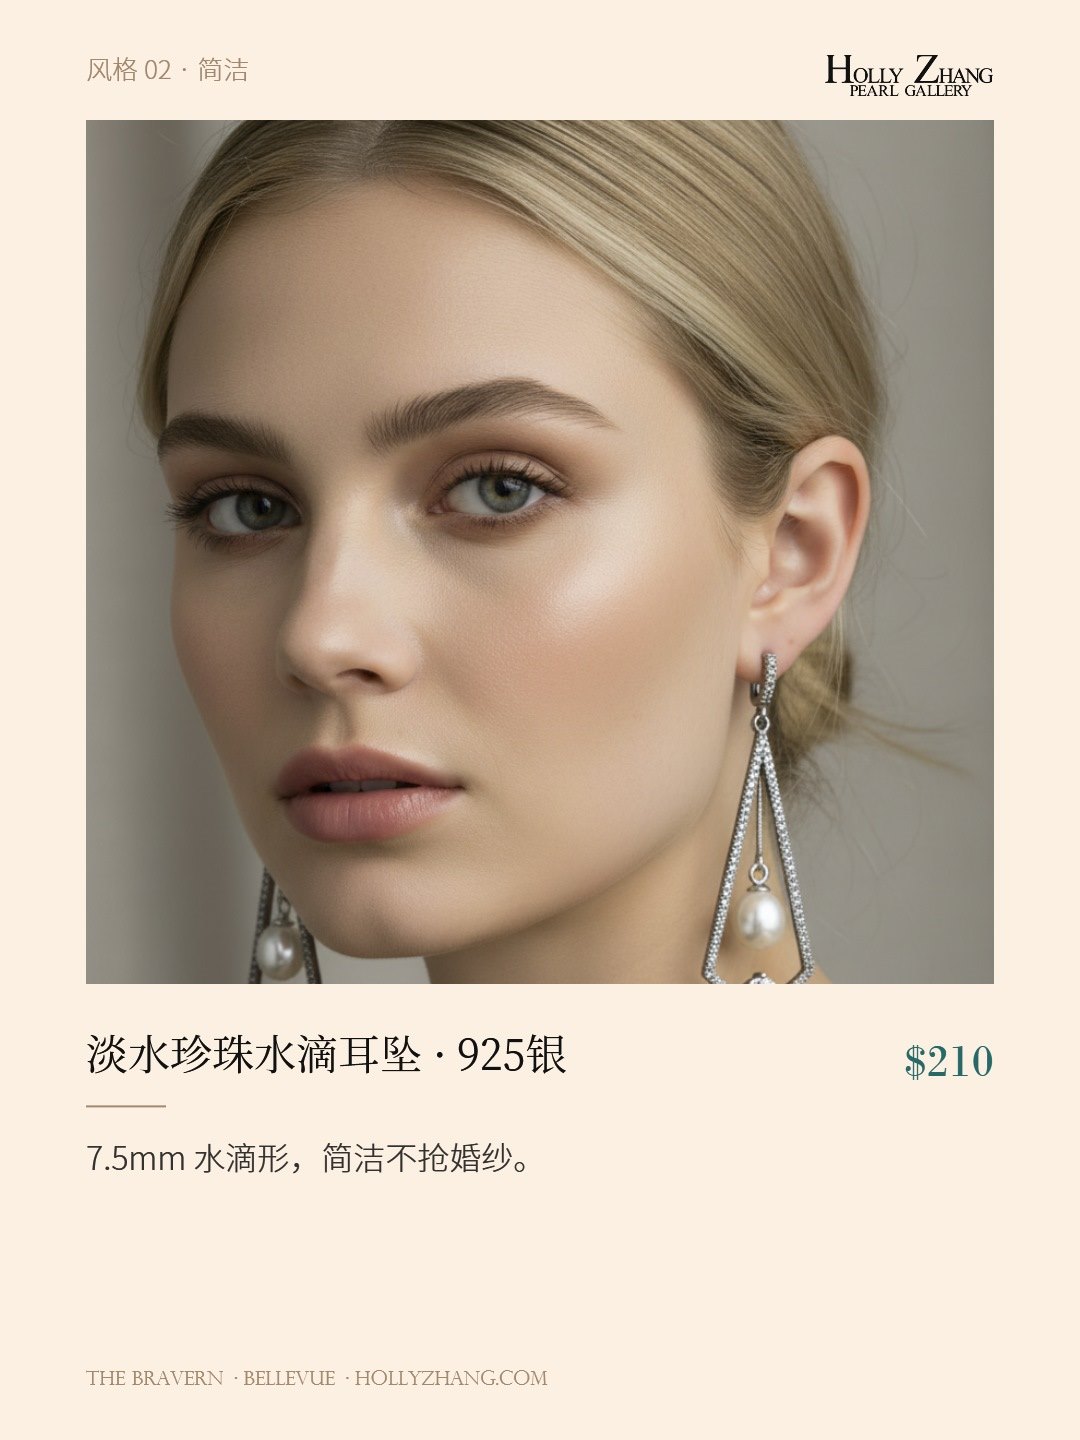 风格 02 · 简洁
HOLLY ZHANG
PEARL GALLERY
淡水珍珠水滴耳坠 · 925银
$210
7.5mm 水滴形，简洁不抢婚纱。
THE BRAVERN · BELLEVUE · HOLLYZHANG.COM